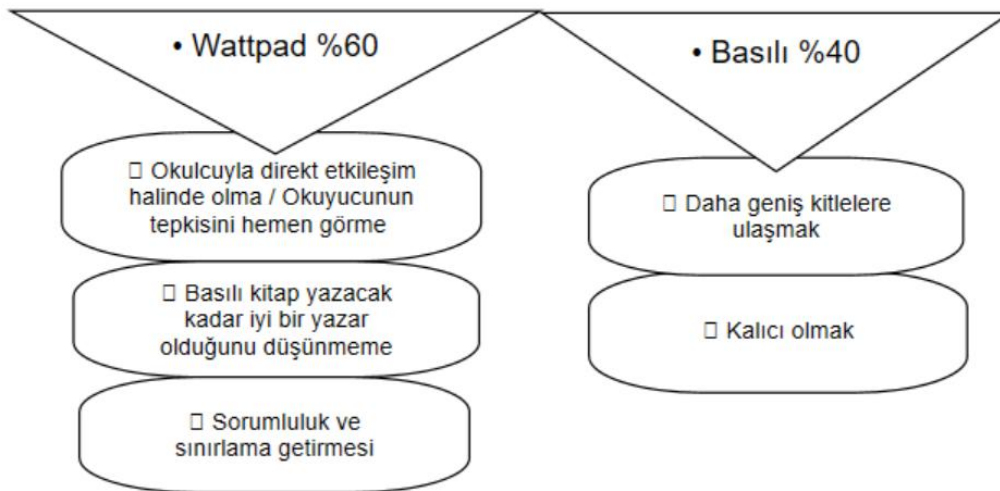 • Wattpad %60
□ Okulcuyla direkt etkileşim
halinde olma / Okuyucunun
tepkisini hemen görme
□ Basılı kitap yazacak
kadar iyi bir yazar
olduğunu düşünmeme
□ Sorumluluk ve
sınırlama getirmesi
• Basılı %40
□ Daha geniş kitlelere
ulaşmak
□ Kalıcı olmak